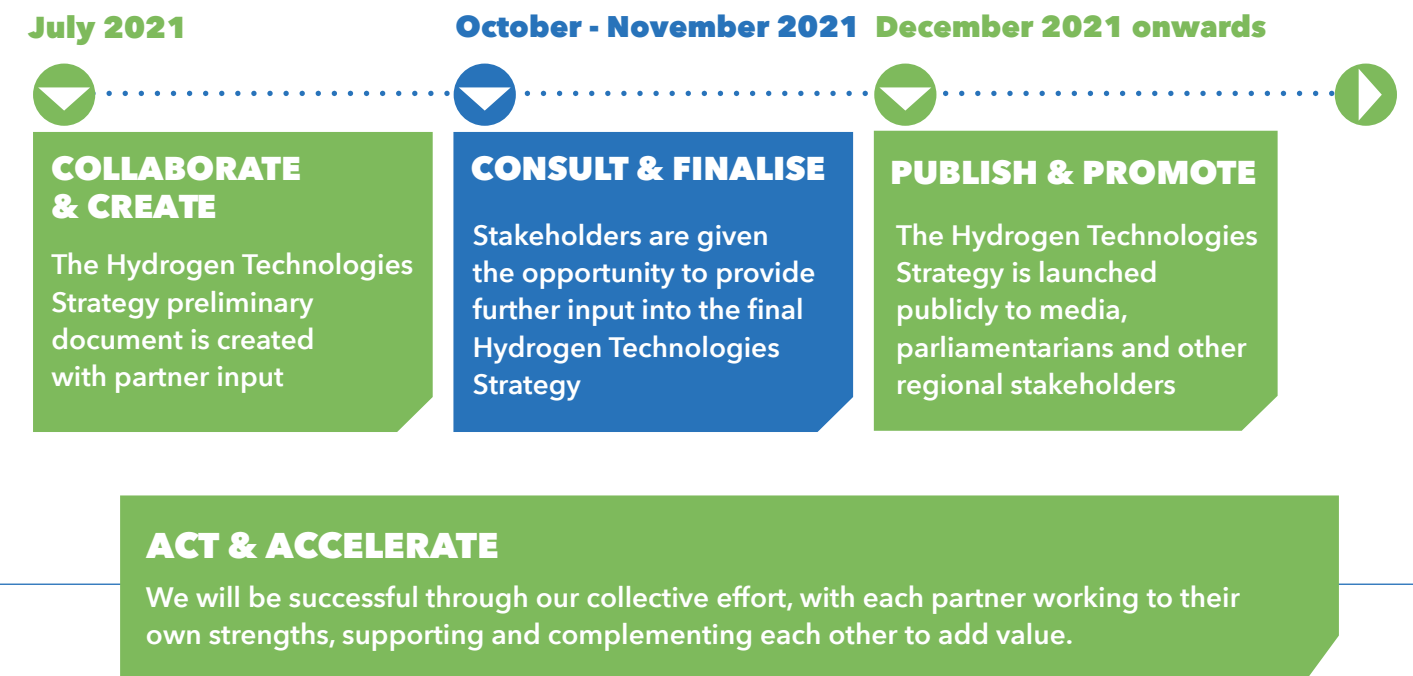 July 2021
October - November 2021
December 2021 onwards
COLLABORATE
& CREATE
The Hydrogen Technologies
Strategy preliminary
document is created
with partner input
CONSULT & FINALISE
Stakeholders are given
the opportunity to provide
further input into the final
Hydrogen Technologies
Strategy
PUBLISH & PROMOTE
The Hydrogen Technologies
Strategy is launched
publicly to media,
parliamentarians and other
regional stakeholders
ACT & ACCELERATE
We will be successful through our collective effort, with each partner working to their
own strengths, supporting and complementing each other to add value.